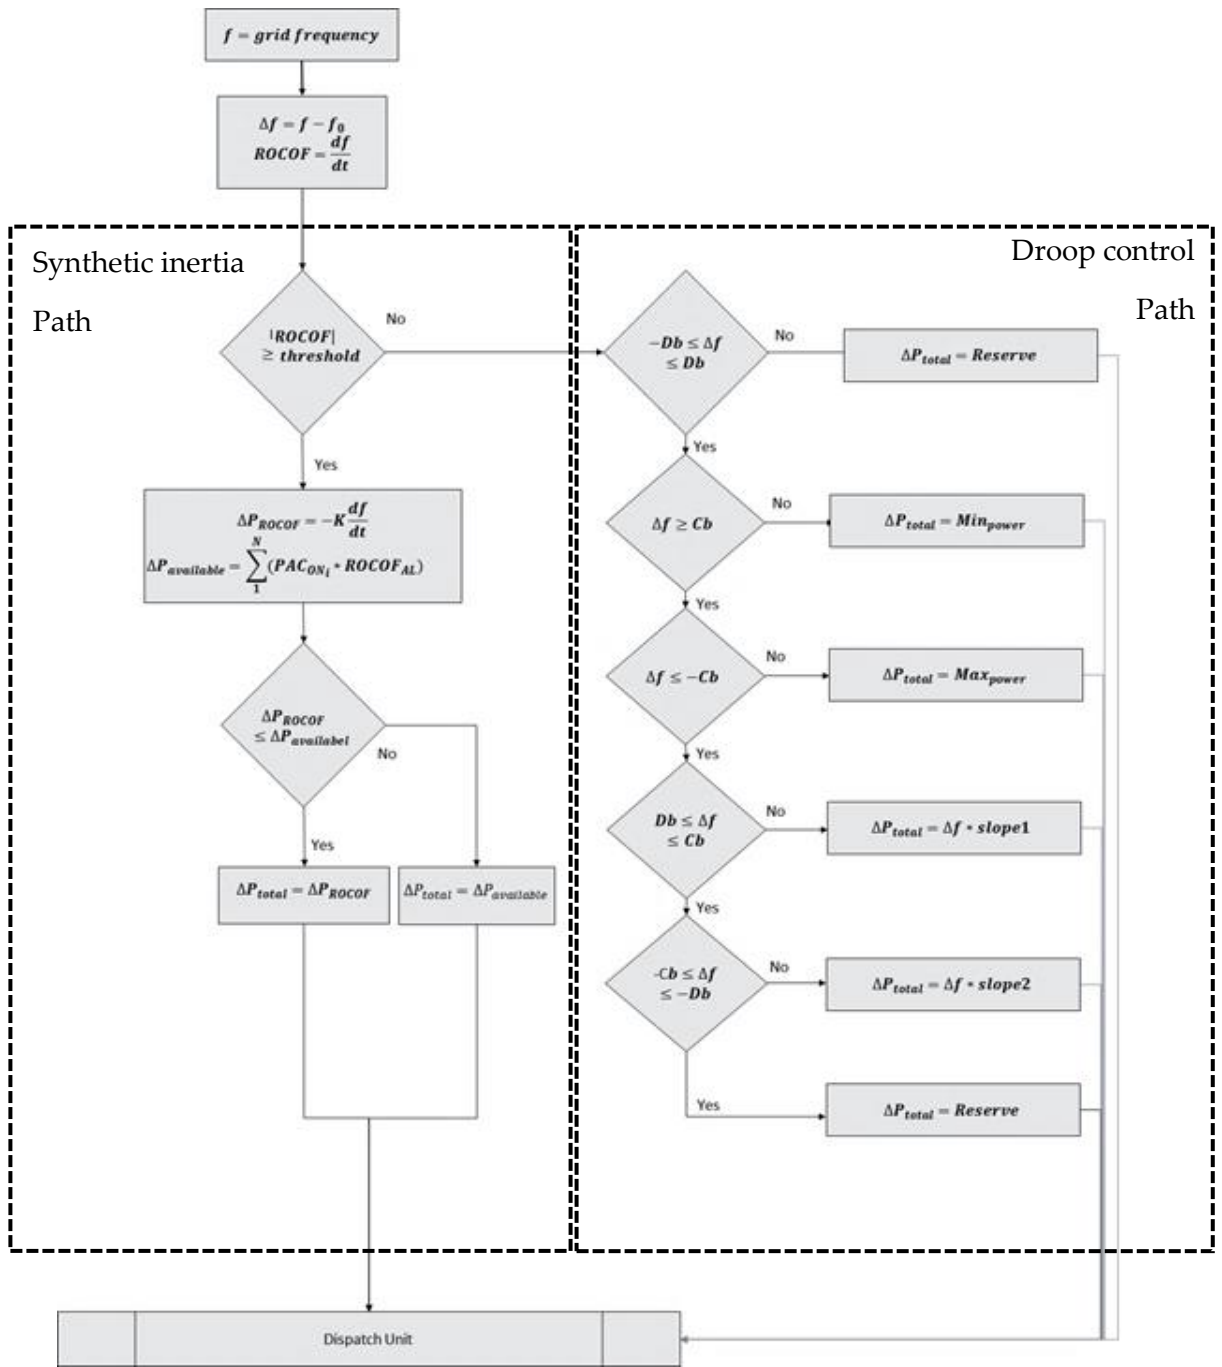 f = grid frequency
Δf = f − f₀
ROCOF = df/dt
Synthetic inertia
Path
Droop control
Path
|ROCOF|
≥ threshold
No
Yes
ΔP_ROCOF = −K df/dt
ΔP_available = ∑_1^N (PAC_ON_i * ROCOF_AL)
ΔP_ROCOF
≤ ΔP_availabel
No
Yes
ΔP_total = ΔP_ROCOF
ΔP_total = ΔP_available
−Db ≤ Δf
≤ Db
No
ΔP_total = Reserve
Yes
Δf ≥ Cb
No
ΔP_total = Min_power
Yes
Δf ≤ −Cb
No
ΔP_total = Max_power
Yes
Db ≤ Δf
≤ Cb
No
ΔP_total = Δf * slope1
Yes
-Cb ≤ Δf
≤ −Db
No
ΔP_total = Δf * slope2
Yes
ΔP_total = Reserve
Dispatch Unit